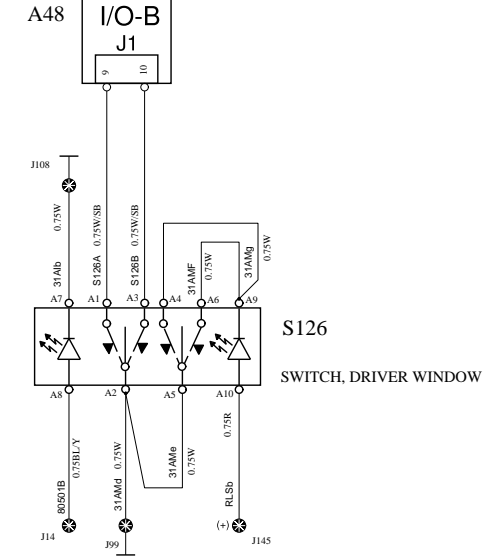 A48
I/O-B
J1
9
10
J108
0.75W
31Alb
S126A 0.75W/SB
S126B 0.75W/SB
31AMF
0.75W
31AMg
0.75W
A7
A1
A3
A4
A6
A9
S126
SWITCH, DRIVER WINDOW
A8
A2
A5
A10
80501B
0.75BL/Y
31AMd 0.75W
31AMe
0.75W
0.75R
RLSb
(+)
J14
J99
J145